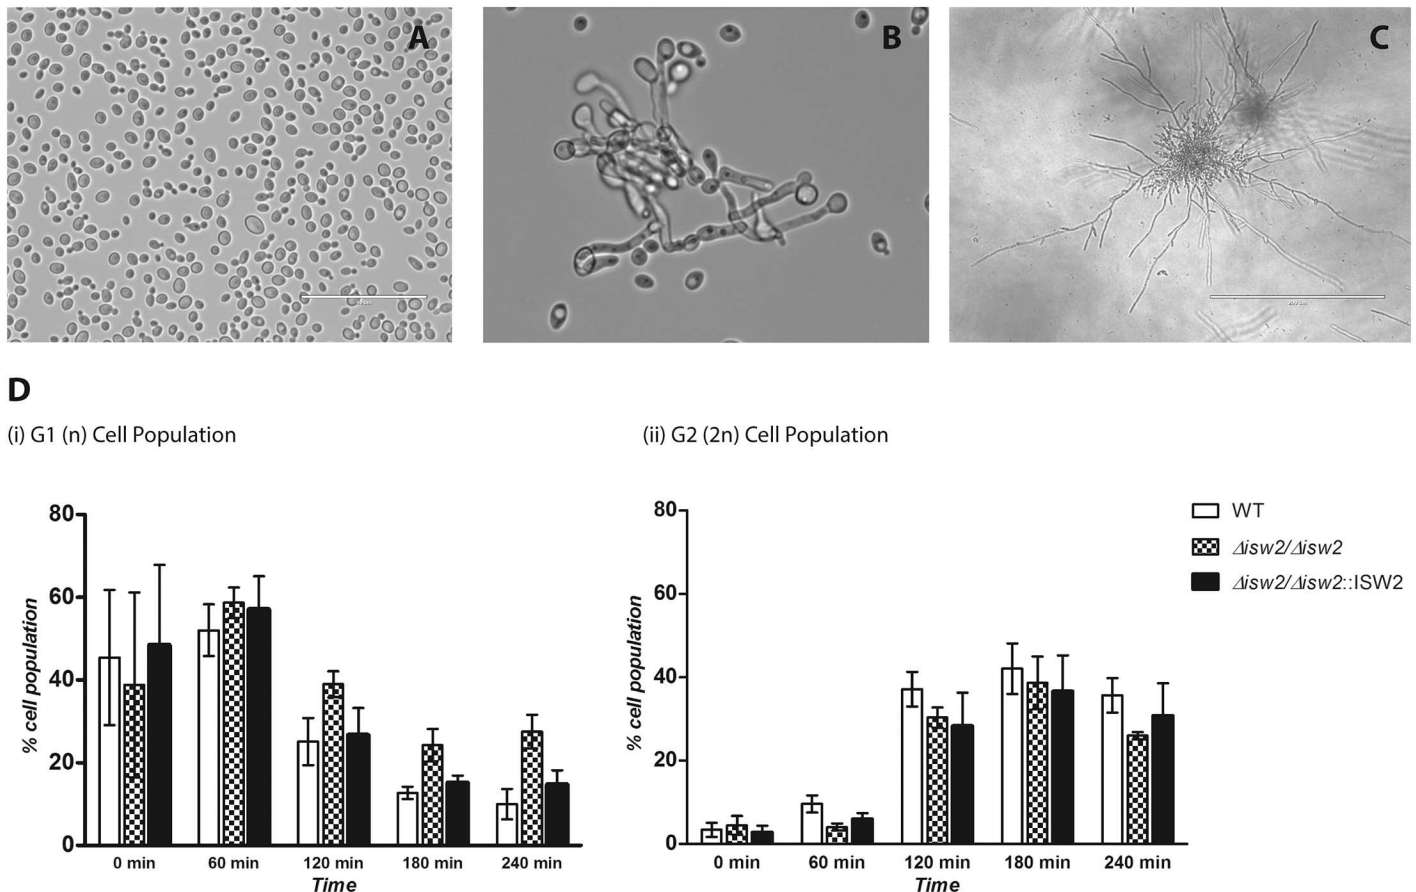 A
B
C
D
(i) G1 (n) Cell Population
(ii) G2 (2n) Cell Population
80
60
40
20
0
% cell population
0 min
60 min
120 min
180 min
240 min
Time
80
60
40
20
0
% cell population
0 min
60 min
120 min
180 min
240 min
Time
WT
Δisw2/Δisw2
Δisw2/Δisw2::ISW2